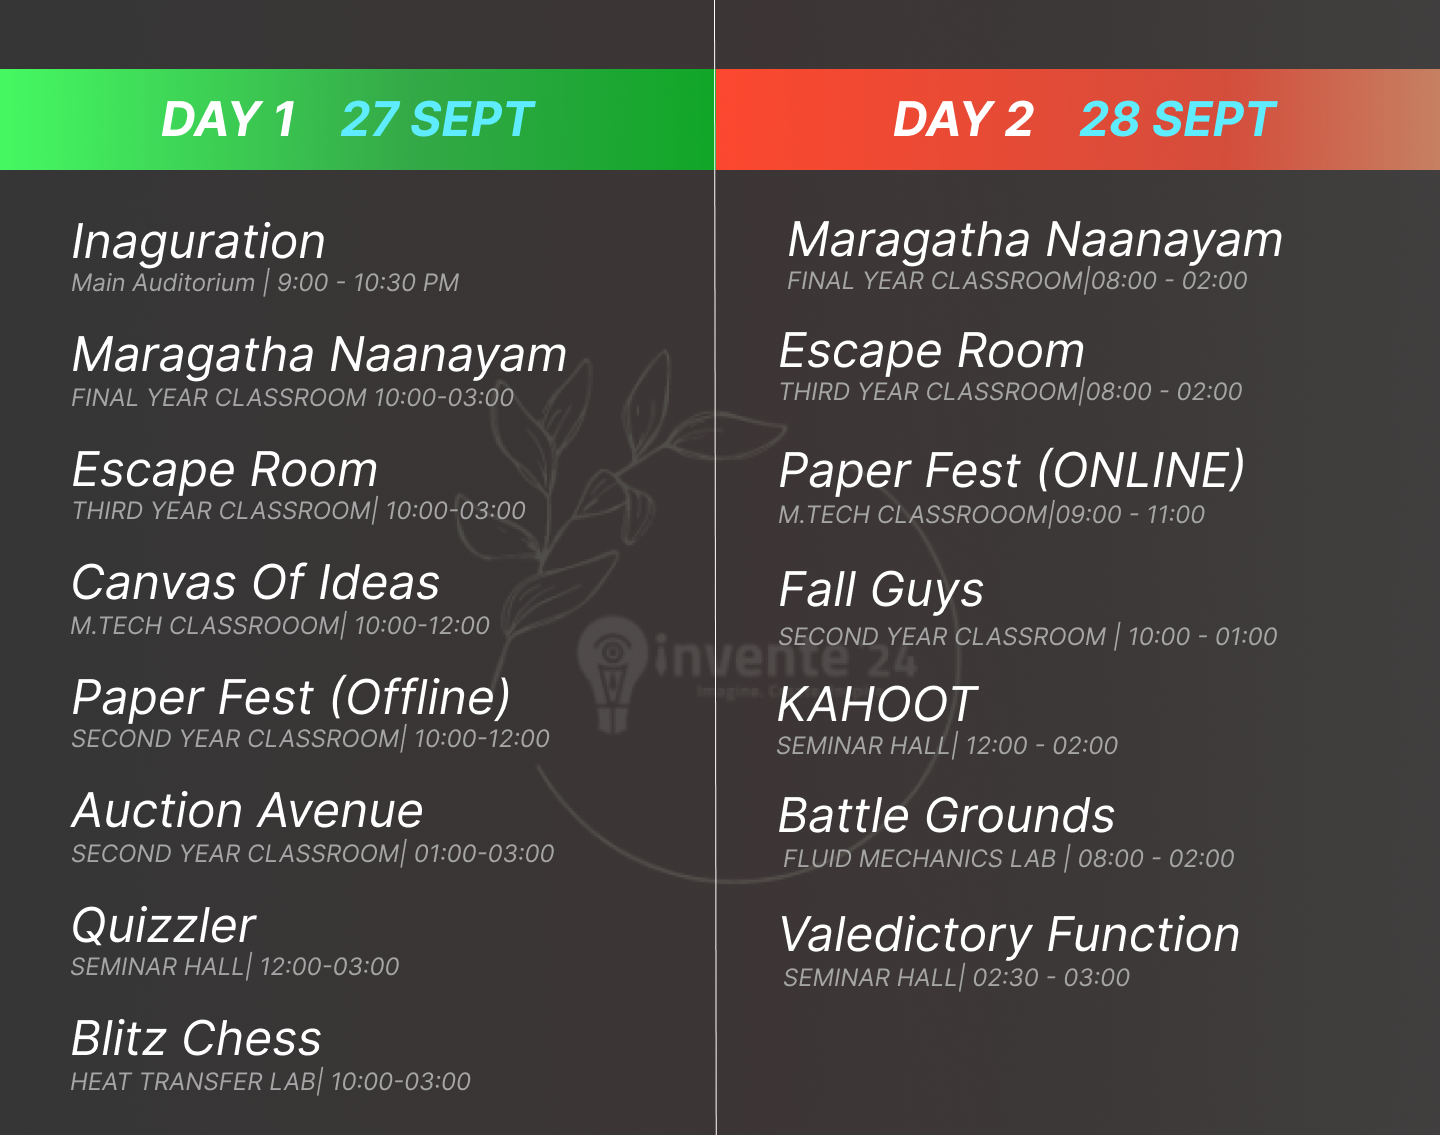 DAY 1 27 SEPT
Inaguration
Main Auditorium | 9:00 - 10:30 PM
Maragatha Naanayam
FINAL YEAR CLASSROOM 10:00-03:00
Escape Room
THIRD YEAR CLASSROOM| 10:00-03:00
Canvas Of Ideas
M.TECH CLASSROOOM| 10:00-12:00
Paper Fest (Offline)
SECOND YEAR CLASSROOM| 10:00-12:00
Auction Avenue
SECOND YEAR CLASSROOM| 01:00-03:00
Quizzler
SEMINAR HALL| 12:00-03:00
Blitz Chess
HEAT TRANSFER LAB| 10:00-03:00
DAY 2 28 SEPT
Maragatha Naanayam
FINAL YEAR CLASSROOM|08:00 - 02:00
Escape Room
THIRD YEAR CLASSROOM|08:00 - 02:00
Paper Fest (ONLINE)
M.TECH CLASSROOOM|09:00 - 11:00
Fall Guys
SECOND YEAR CLASSROOM | 10:00 - 01:00
KAHOOT
SEMINAR HALL| 12:00 - 02:00
Battle Grounds
FLUID MECHANICS LAB | 08:00 - 02:00
Valedictory Function
SEMINAR HALL| 02:30 - 03:00
invente 24
Imagine.